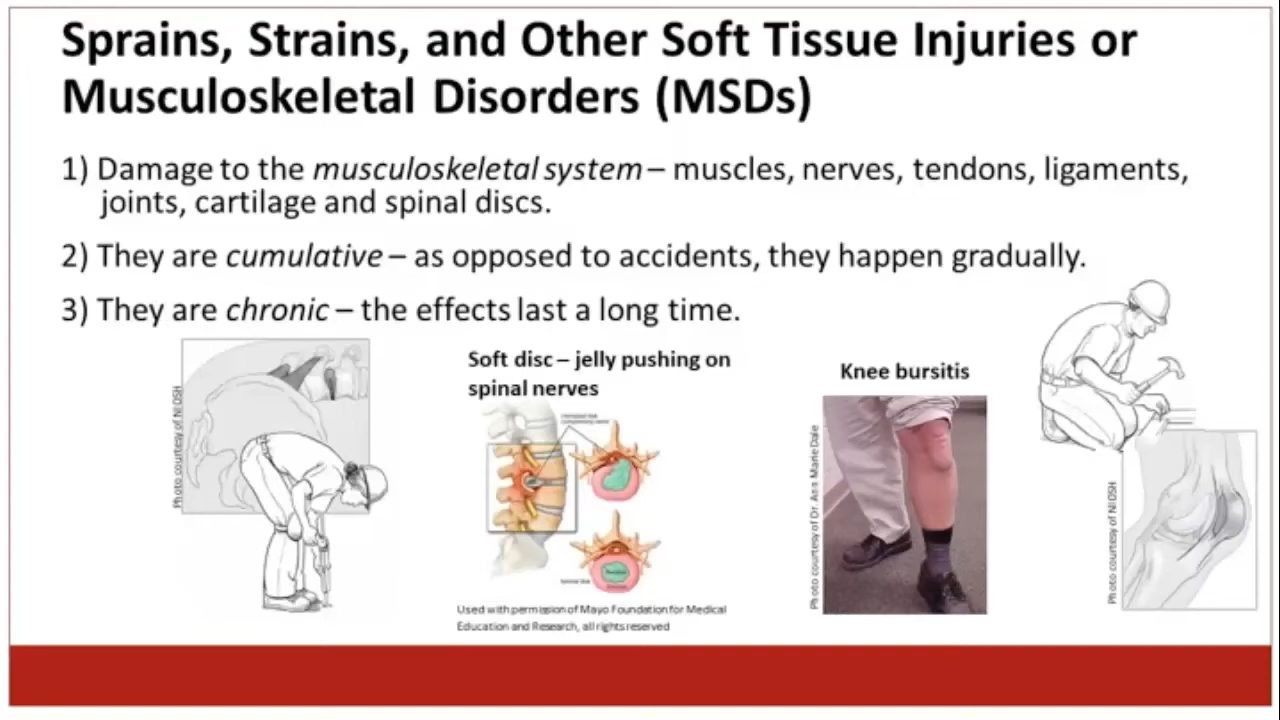 Sprains, Strains, and Other Soft Tissue Injuries or
Musculoskeletal Disorders (MSDs)
1) Damage to the musculoskeletal system – muscles, nerves, tendons, ligaments,
joints, cartilage and spinal discs.
2) They are cumulative – as opposed to accidents, they happen gradually.
3) They are chronic – the effects last a long time.
Photo courtesy of NIOSH
Soft disc – jelly pushing on
spinal nerves
Used with permission of Mayo Foundation for Medical
Education and Research, all rights reserved
Knee bursitis
Photo courtesy of Dr. Ann Marie Dale
Photo courtesy of NIOSH